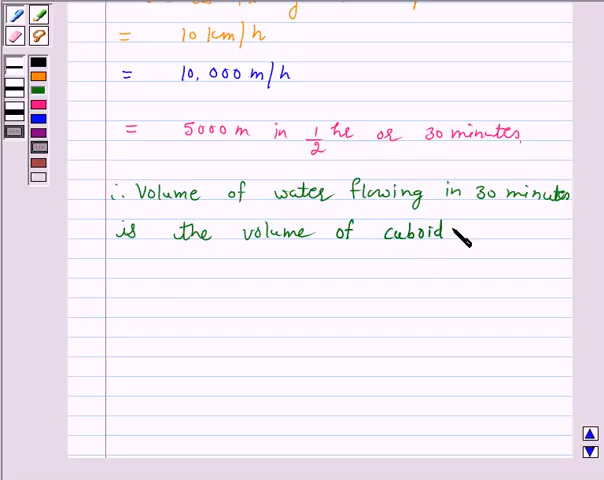 = 10 km/h
= 10,000 m/h
= 5000 m in 1/2 hr or 30 minutes.
∴ Volume of water flowing in 30 minutes
is the volume of cuboid